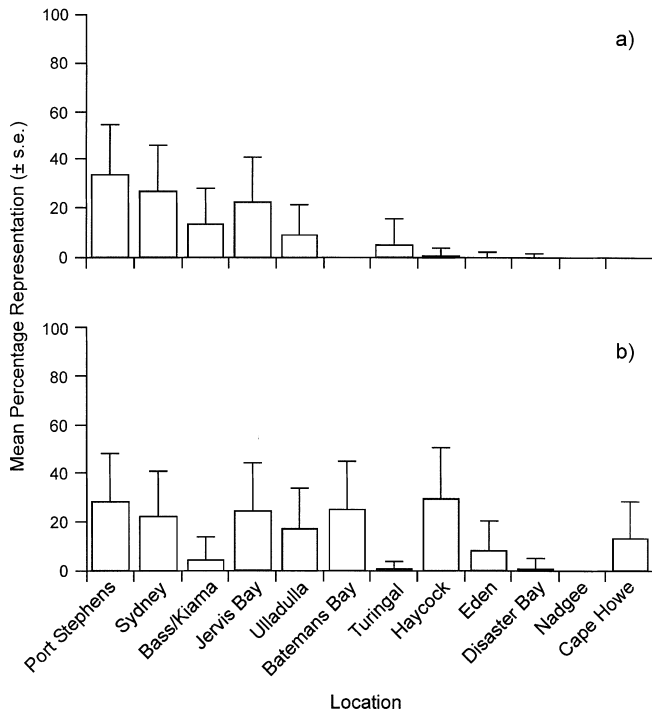 a)
100
80
60
40
20
0
b)
100
80
60
40
20
0
Mean Percentage Representation (± s.e.)
Port Stephens
Sydney
Bass/Kiama
Jervis Bay
Ulladulla
Batemans Bay
Turingal
Haycock
Eden
Disaster Bay
Nadgee
Cape Howe
Location